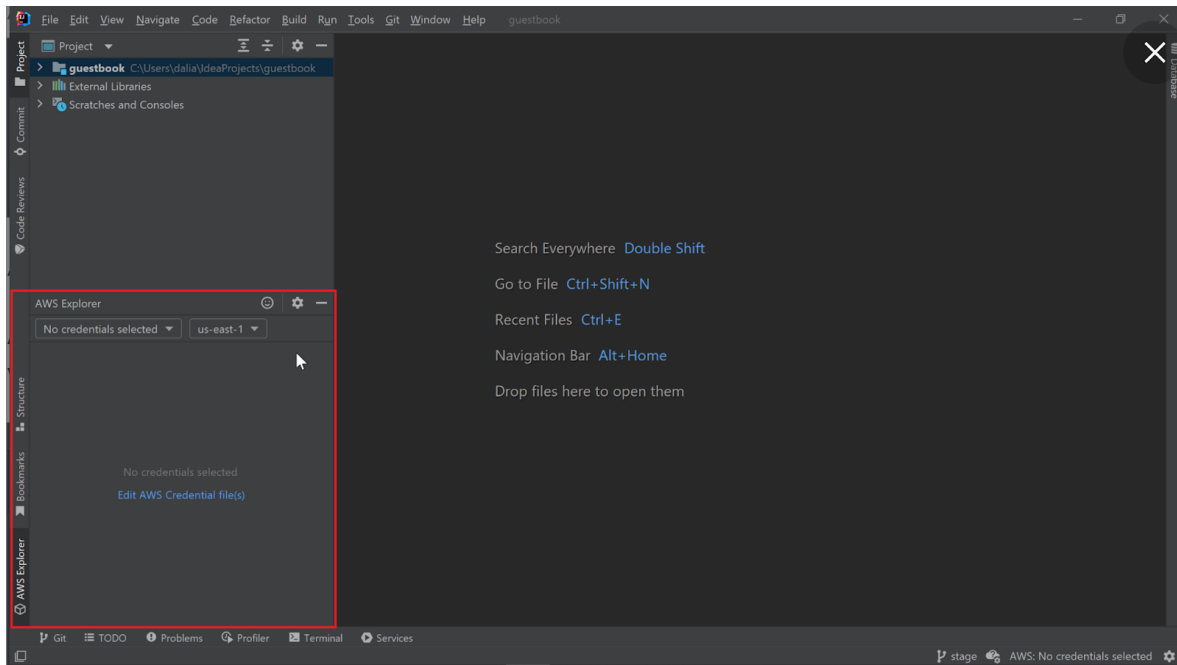 File Edit View Navigate Code Refactor Build Run Tools Git Window Help guestbook
Project
guestbook C:\Users\dalia\IdeaProjects\guestbook
External Libraries
Scratches and Consoles
Project
Commit
Code Reviews
Structure
Bookmarks
AWS Explorer
Database
Search Everywhere Double Shift
Go to File Ctrl+Shift+N
Recent Files Ctrl+E
Navigation Bar Alt+Home
Drop files here to open them
AWS Explorer
No credentials selected us-east-1
No credentials selected
Edit AWS Credential file(s)
Git TODO Problems Profiler Terminal Services
stage AWS: No credentials selected